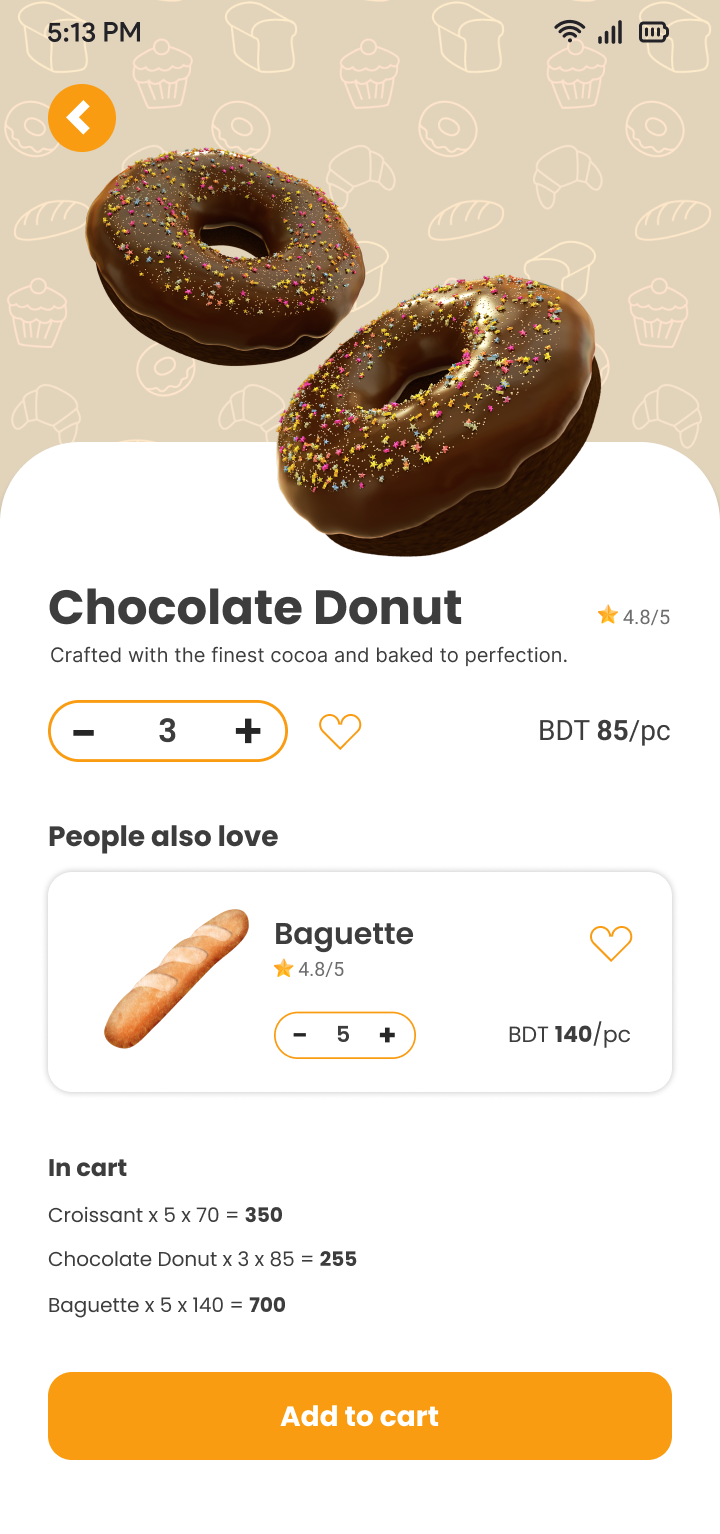 5:13 PM
Chocolate Donut
4.8/5
Crafted with the finest cocoa and baked to perfection.
3
BDT 85/pc
People also love
Baguette
4.8/5
5
BDT 140/pc
In cart
Croissant x 5 x 70 = 350
Chocolate Donut x 3 x 85 = 255
Baguette x 5 x 140 = 700
Add to cart